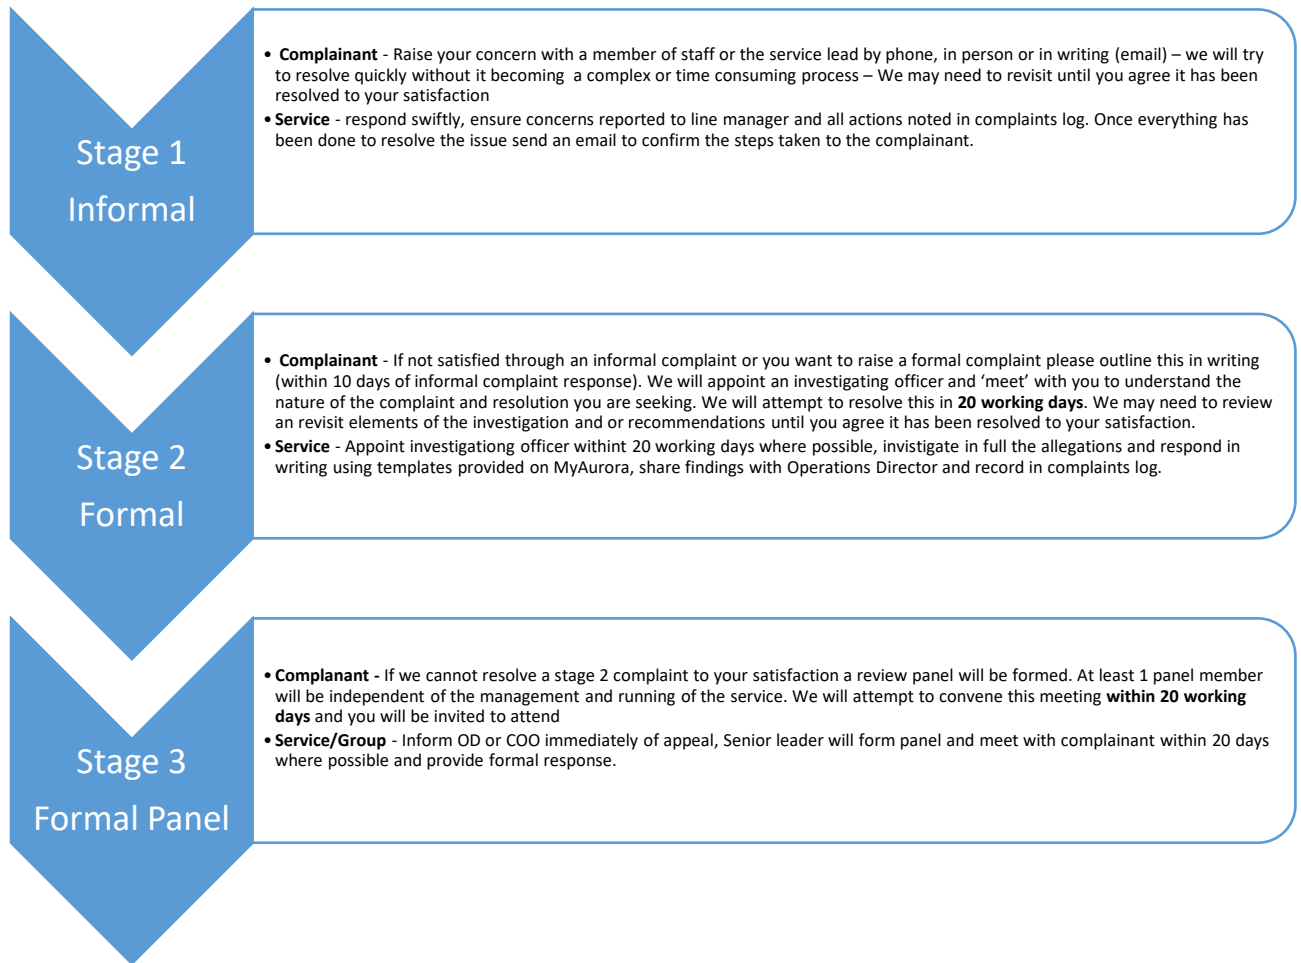 Stage 1
Informal
• Complainant - Raise your concern with a member of staff or the service lead by phone, in person or in writing (email) – we will try
to resolve quickly without it becoming a complex or time consuming process – We may need to revisit until you agree it has been
resolved to your satisfaction
• Service - respond swiftly, ensure concerns reported to line manager and all actions noted in complaints log. Once everything has
been done to resolve the issue send an email to confirm the steps taken to the complainant.
Stage 2
Formal
• Complainant - If not satisfied through an informal complaint or you want to raise a formal complaint please outline this in writing
(within 10 days of informal complaint response). We will appoint an investigating officer and ‘meet’ with you to understand the
nature of the complaint and resolution you are seeking. We will attempt to resolve this in 20 working days. We may need to review
an revisit elements of the investigation and or recommendations until you agree it has been resolved to your satisfaction.
• Service - Appoint investigationg officer withint 20 working days where possible, invistigate in full the allegations and respond in
writing using templates provided on MyAurora, share findings with Operations Director and record in complaints log.
Stage 3
Formal Panel
• Complanant - If we cannot resolve a stage 2 complaint to your satisfaction a review panel will be formed. At least 1 panel member
will be independent of the management and running of the service. We will attempt to convene this meeting within 20 working
days and you will be invited to attend
• Service/Group - Inform OD or COO immediately of appeal, Senior leader will form panel and meet with complainant within 20 days
where possible and provide formal response.